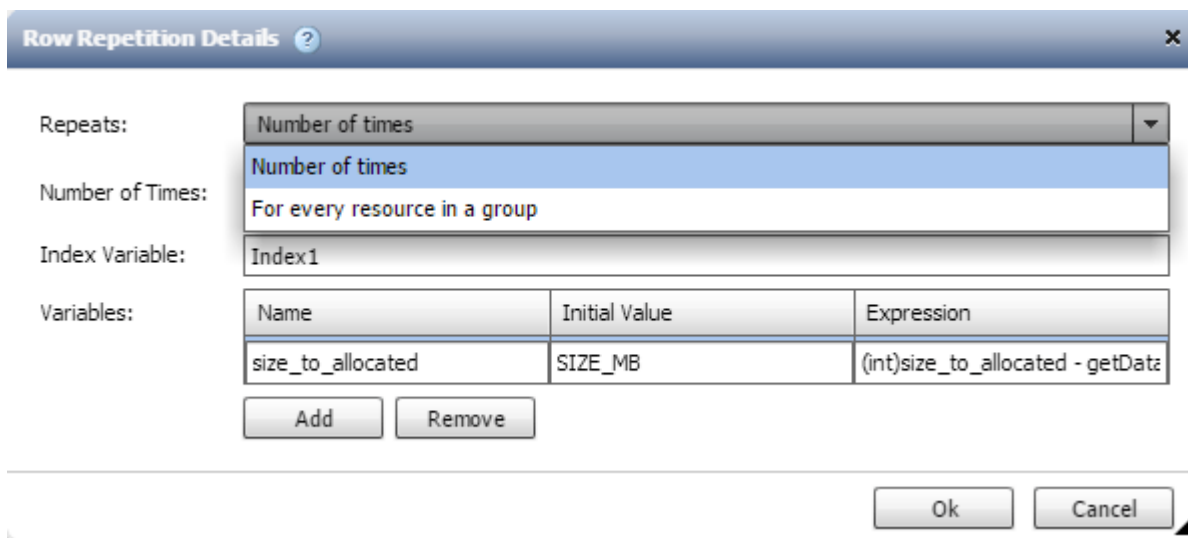 Row Repetition Details ?
Repeats: Number of times
Number of times
Number of Times:
For every resource in a group
Index Variable: Index1
Variables: Name Initial Value Expression
size_to_allocated SIZE_MB (int)size_to_allocated - getData
Add Remove
Ok Cancel